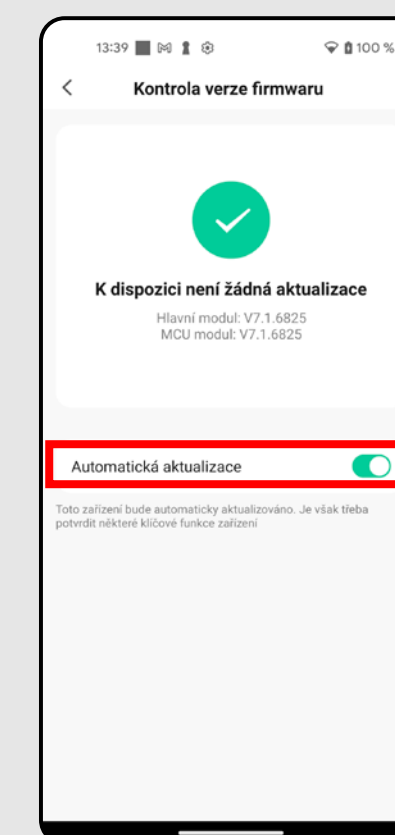 13:39 100 %
Kontrola verze firmwaru
K dispozici není žádná aktualizace
Hlavní modul: V7.1.6825
MCU modul: V7.1.6825
Automatická aktualizace
Toto zařízení bude automaticky aktualizováno. Je však třeba
potvrdit některé klíčové funkce zařízení